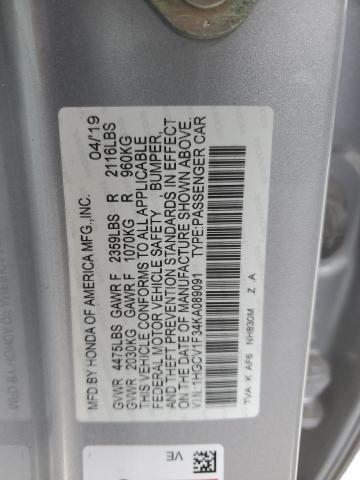 MFD BY HONDA OF AMERICA MFG.,INC. 04/19
GVWR 4475LBS GAWR F 2359LBS R 2116LBS
GVWR 2030KG GAWR F 1070KG R 960KG
THIS VEHICLE CONFORMS TO ALL APPLICABLE
FEDERAL MOTOR VEHICLE SAFETY , BUMPER,
AND THEFT PREVENTION STANDARDS IN EFFECT
ON THE DATE OF MANUFACTURE SHOWN ABOVE.
V.I.N.:1HGCV1F34KA089091 TYPE:PASSENGER CAR
TVA K AF6 NH830M Z A
VE